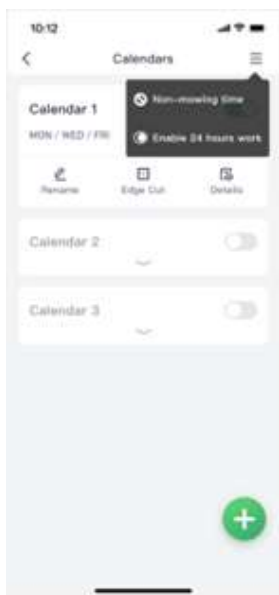 10:12
Calendars
Non-mowing time
Calendar 1
MON / WED / FRI
Enable 24 hours work
Rename
Edge Cut
Details
Calendar 2
Calendar 3